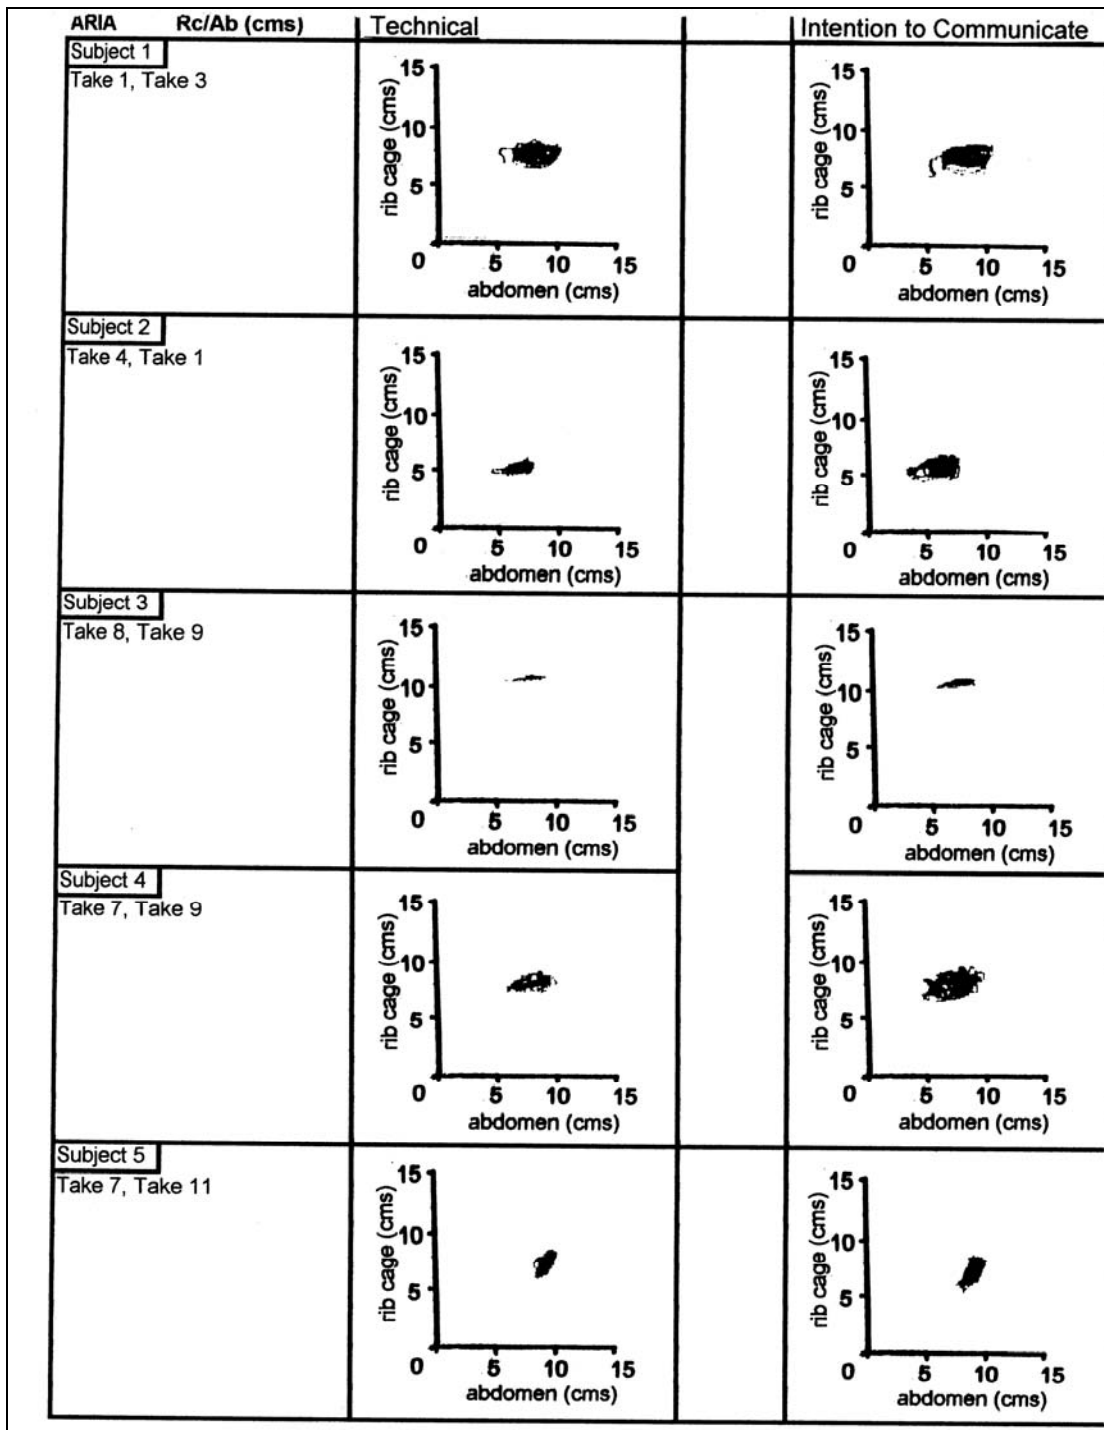 ARIA Rc/Ab (cms) Technical Intention to Communicate
Subject 1
Take 1, Take 3
15
10
5
0 5 10 15
rib cage (cms)
abdomen (cms)
15
10
5
0 5 10 15
rib cage (cms)
abdomen (cms)
Subject 2
Take 4, Take 1
15
10
5
0 5 10 15
rib cage (cms)
abdomen (cms)
15
10
5
0 5 10 15
rib cage (cms)
abdomen (cms)
Subject 3
Take 8, Take 9
15
10
5
0 5 10 15
rib cage (cms)
abdomen (cms)
15
10
5
0 5 10 15
rib cage (cms)
abdomen (cms)
Subject 4
Take 7, Take 9
15
10
5
0 5 10 15
rib cage (cms)
abdomen (cms)
15
10
5
0 5 10 15
rib cage (cms)
abdomen (cms)
Subject 5
Take 7, Take 11
15
10
5
0 5 10 15
rib cage (cms)
abdomen (cms)
15
10
5
0 5 10 15
rib cage (cms)
abdomen (cms)